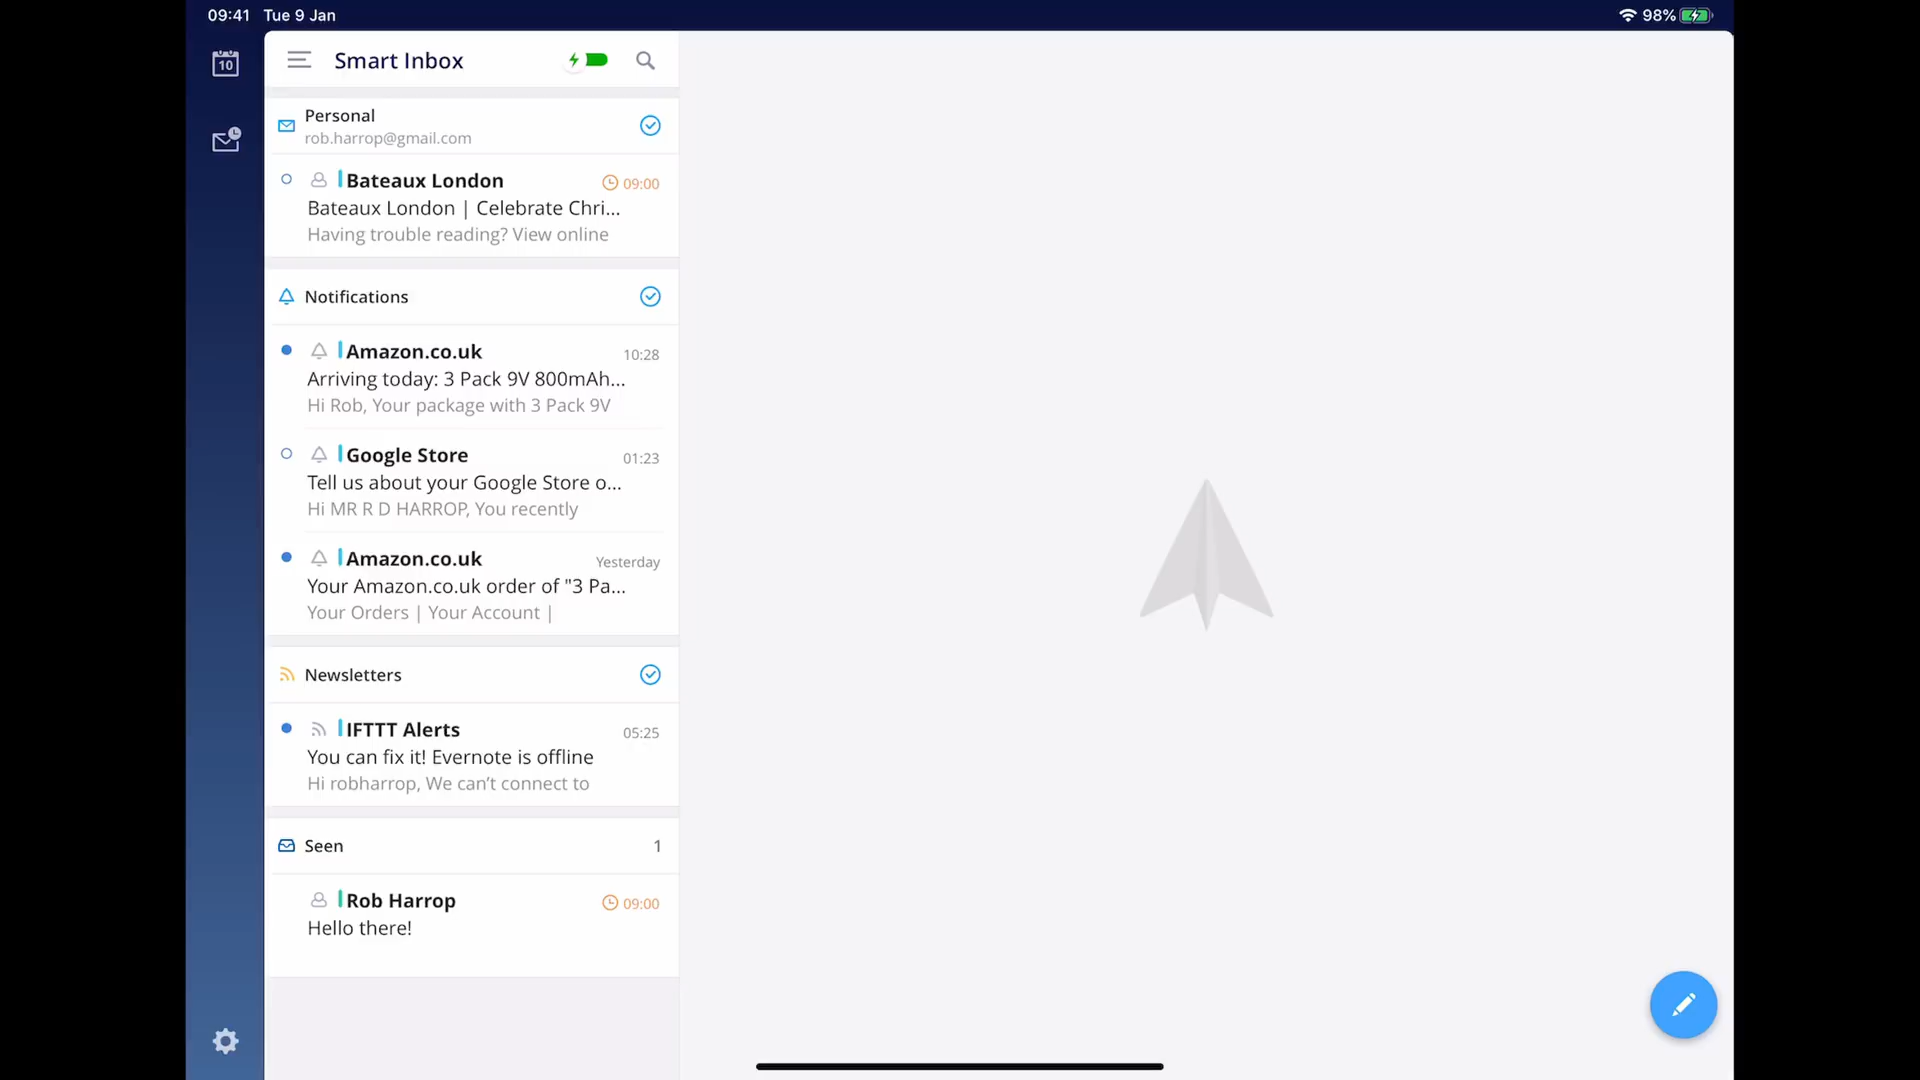 09:41 Tue 9 Jan
98%
10
Smart Inbox
Personal
rob.harrop@gmail.com
Bateaux London 09:00
Bateaux London | Celebrate Chri...
Having trouble reading? View online
Notifications
Amazon.co.uk 10:28
Arriving today: 3 Pack 9V 800mAh...
Hi Rob, Your package with 3 Pack 9V
Google Store 01:23
Tell us about your Google Store o...
Hi MR R D HARROP, You recently
Amazon.co.uk Yesterday
Your Amazon.co.uk order of "3 Pa...
Your Orders | Your Account |
Newsletters
IFTTT Alerts 05:25
You can fix it! Evernote is offline
Hi robharrop, We can’t connect to
Seen 1
Rob Harrop 09:00
Hello there!